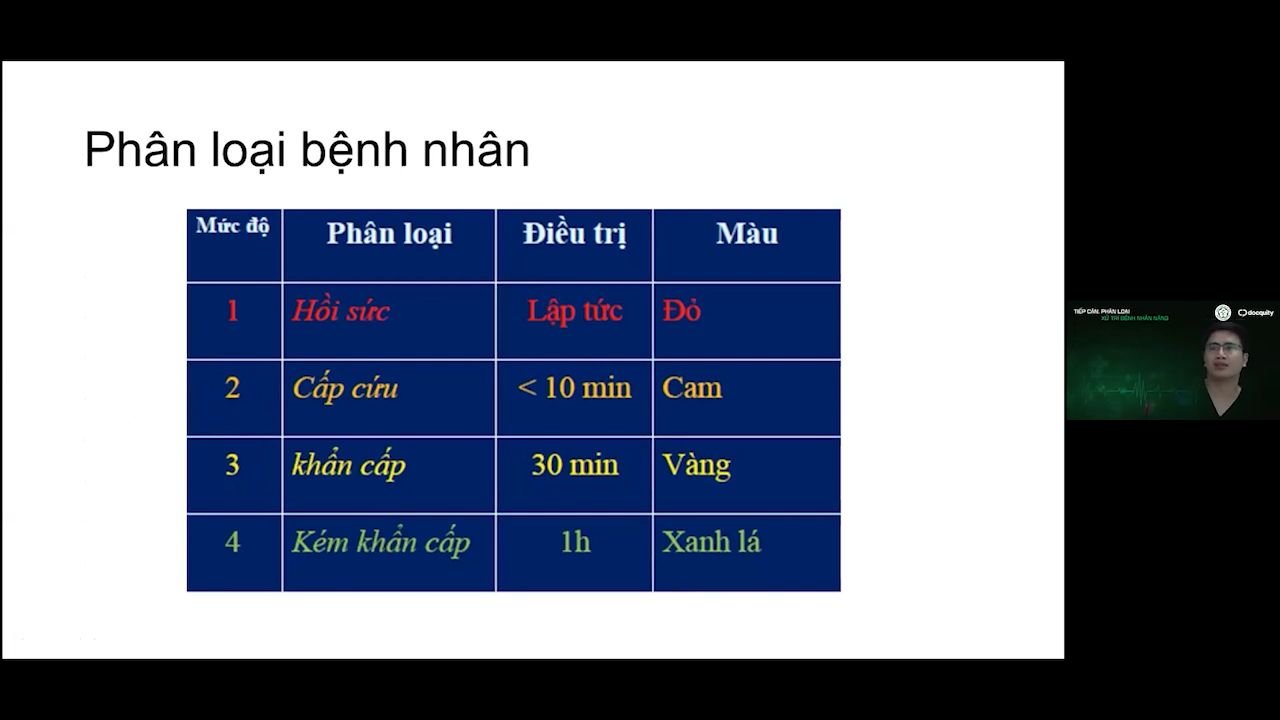 Phân loại bệnh nhân
Mức độ Phân loại Điều trị Màu
1 Hồi sức Lập tức Đỏ
2 Cấp cứu < 10 min Cam
3 khẩn cấp 30 min Vàng
4 Kém khẩn cấp 1h Xanh lá
TIẾP CẬN, PHÂN LOẠI
XỬ TRÍ BỆNH NHÂN NẶNG
docquity